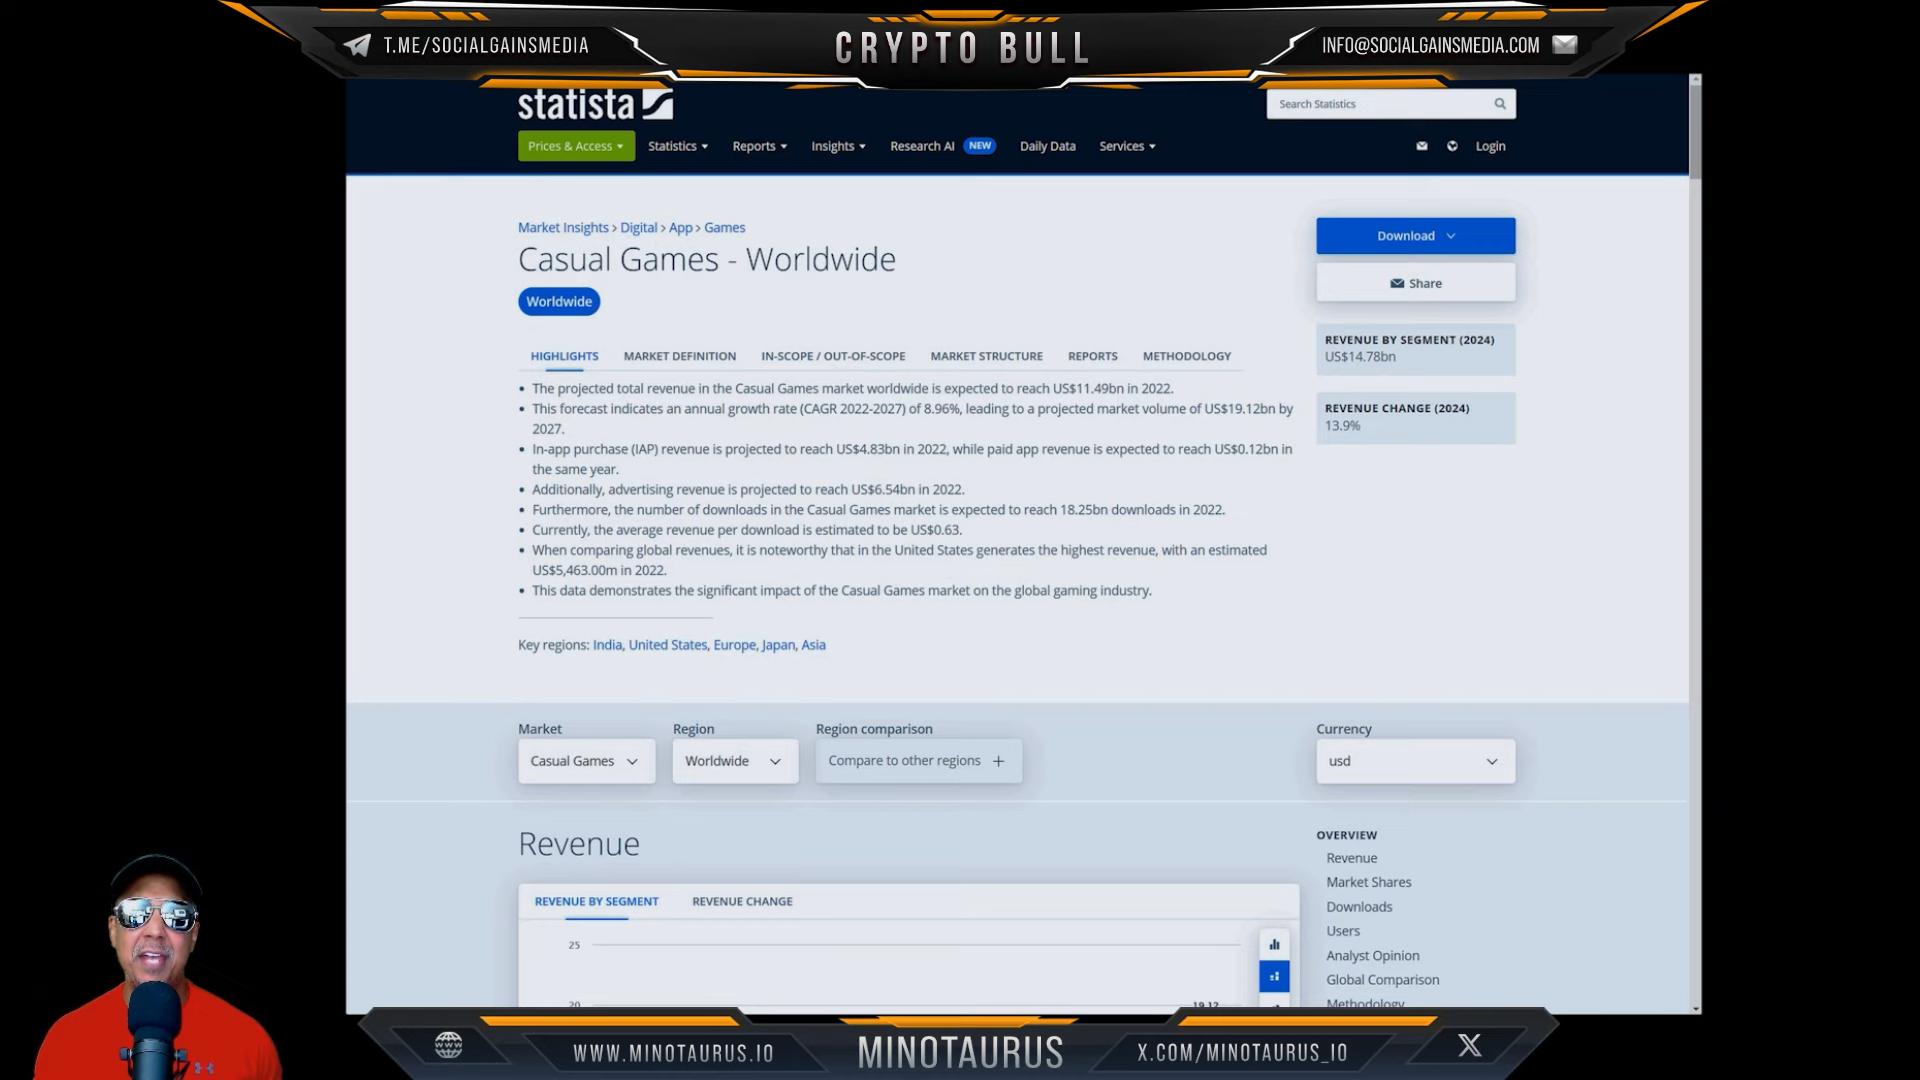 T.ME/SOCIALGAINSMEDIA
CRYPTO BULL
INFO@SOCIALGAINSMEDIA.COM
statista
Search Statistics
Prices & Access
Statistics
Reports
Insights
Research AI NEW
Daily Data
Services
Login
Market Insights > Digital > App > Games
Casual Games - Worldwide
Worldwide
Download
Share
REVENUE BY SEGMENT (2024)
US$14.78bn
REVENUE CHANGE (2024)
13.9%
HIGHLIGHTS
MARKET DEFINITION
IN-SCOPE / OUT-OF-SCOPE
MARKET STRUCTURE
REPORTS
METHODOLOGY
• The projected total revenue in the Casual Games market worldwide is expected to reach US$11.49bn in 2022.
• This forecast indicates an annual growth rate (CAGR 2022-2027) of 8.96%, leading to a projected market volume of US$19.12bn by
2027.
• In-app purchase (IAP) revenue is projected to reach US$4.83bn in 2022, while paid app revenue is expected to reach US$0.12bn in
the same year.
• Additionally, advertising revenue is projected to reach US$6.54bn in 2022.
• Furthermore, the number of downloads in the Casual Games market is expected to reach 18.25bn downloads in 2022.
• Currently, the average revenue per download is estimated to be US$0.63.
• When comparing global revenues, it is noteworthy that in the United States generates the highest revenue, with an estimated
US$5,463.00m in 2022.
• This data demonstrates the significant impact of the Casual Games market on the global gaming industry.
Key regions: India, United States, Europe, Japan, Asia
Market
Region
Region comparison
Currency
Casual Games
Worldwide
Compare to other regions +
usd
Revenue
REVENUE BY SEGMENT
REVENUE CHANGE
25
20
19.12
OVERVIEW
Revenue
Market Shares
Downloads
Users
Analyst Opinion
Global Comparison
Methodology
WWW
WWW.MINOTAURUS.IO
MINOTAURUS
X.COM/MINOTAURUS_IO